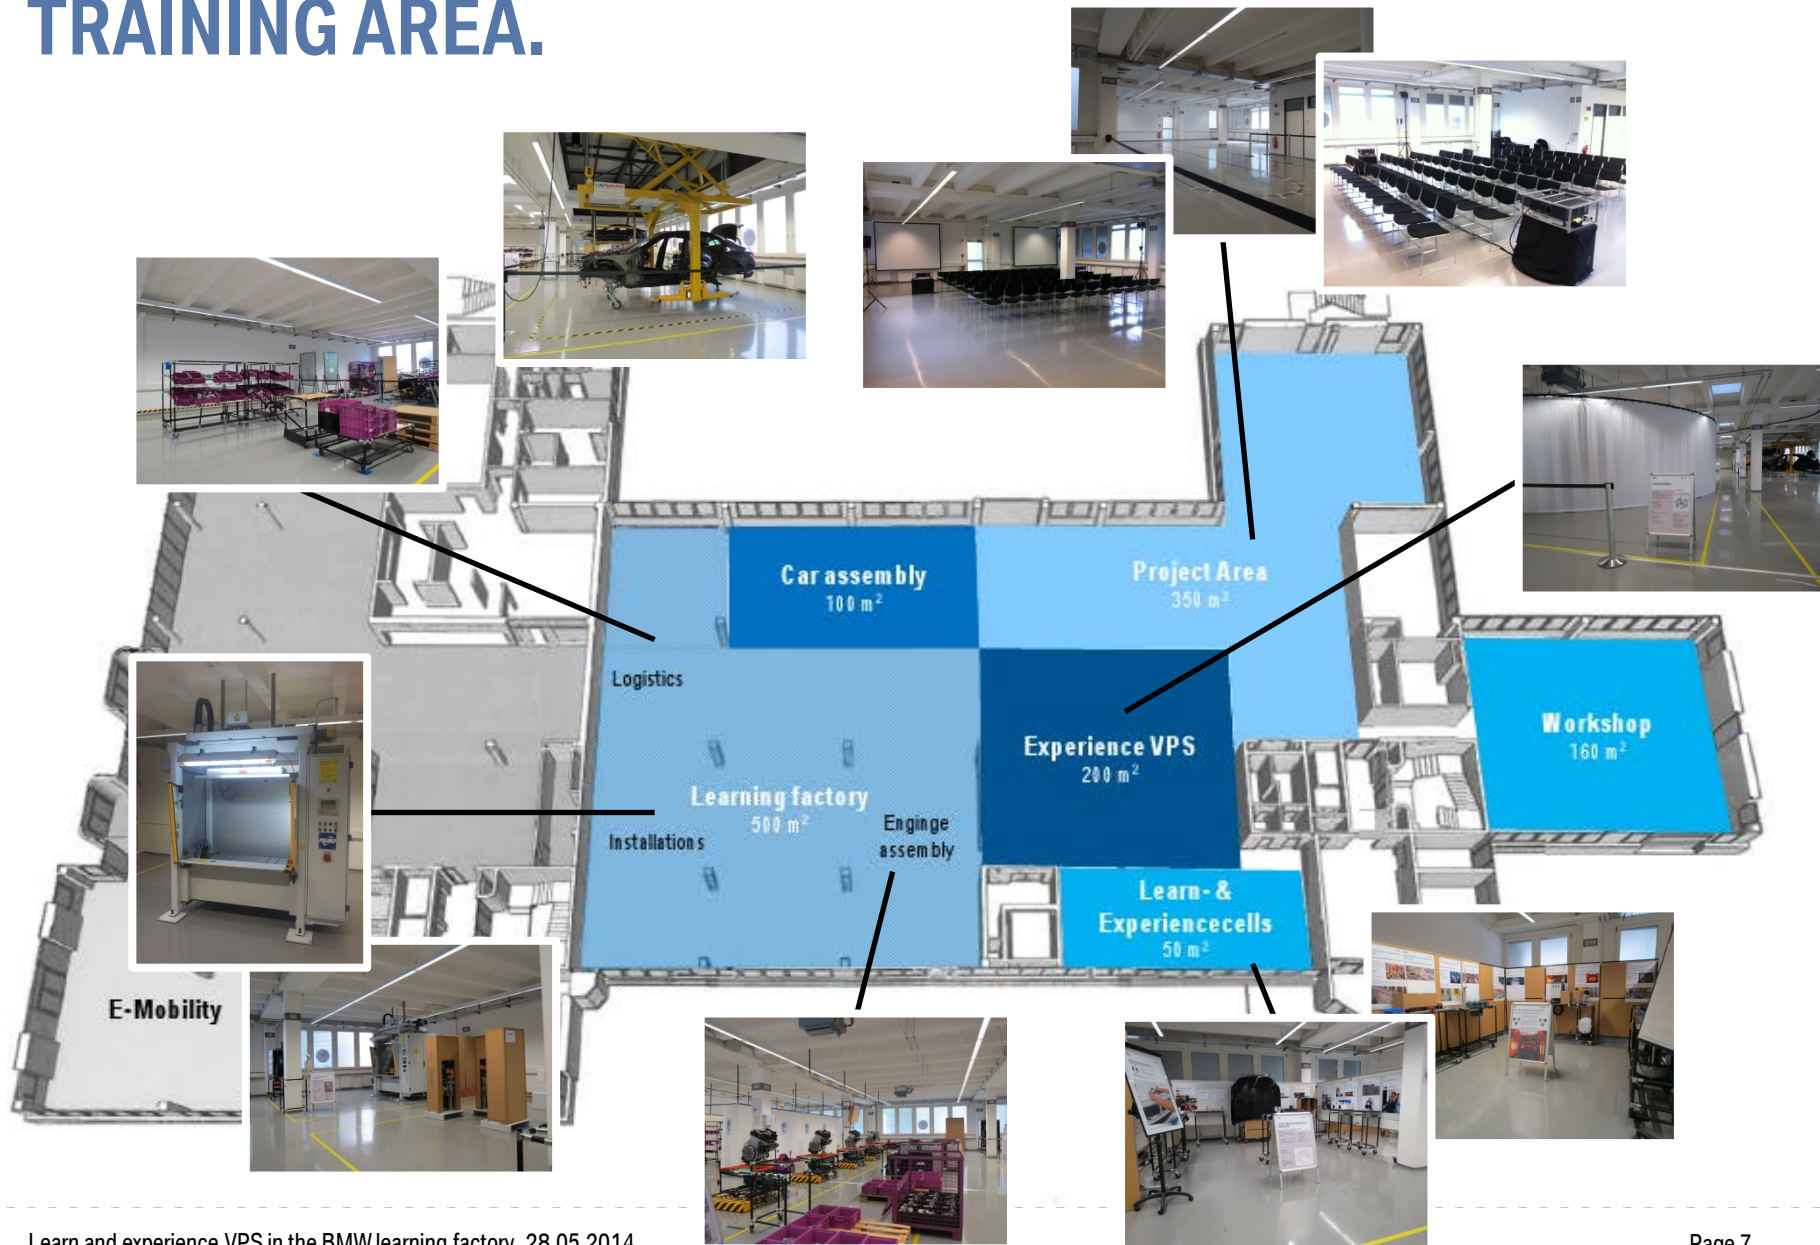 TRAINING AREA.
Car assembly
100 m²
Project Area
350 m²
Logistics
Experience VPS
200 m²
Workshop
160 m²
Learning factory
500 m²
Enginge
assembly
Installations
Learn- &
Experiencecells
50 m²
E-Mobility
Learn and experience VPS in the BMW learning factory, 28.05.2014
Page 7